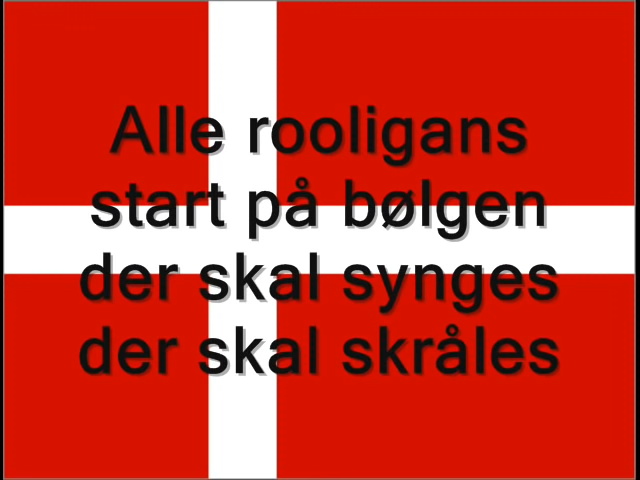 Alle rooligans
start på bølgen
der skal synges
der skal skråles